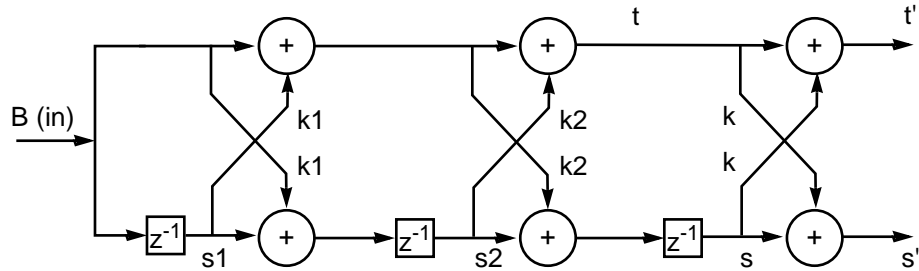 t
t'
+
+
+
B (in)
k1
k2
k
k1
k2
k
z⁻¹
+
z⁻¹
+
z⁻¹
+
s1
s2
s
s'